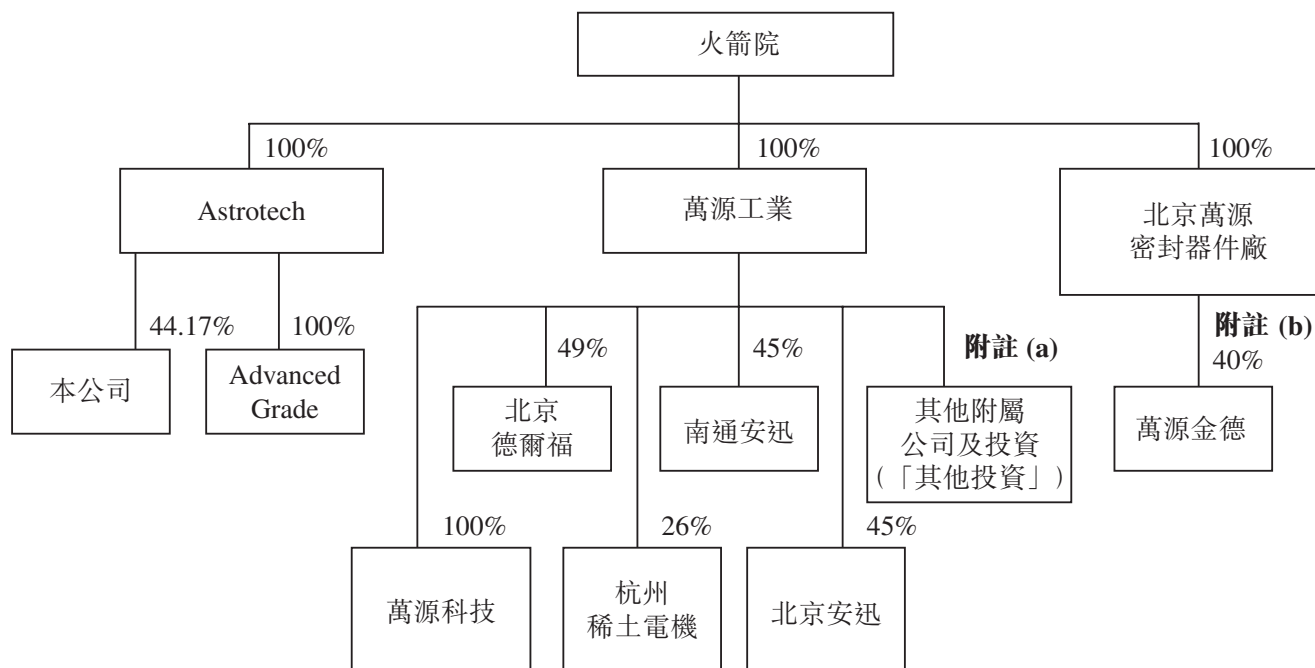 火箭院
100%
100%
100%
Astrotech
萬源工業
北京萬源
密封器件廠
44.17%
100%
49%
45%
附註 (a)
附註 (b)
40%
本公司
Advanced
Grade
北京
德爾福
南通安迅
其他附屬
公司及投資
(「其他投資」)
萬源金德
100%
26%
45%
萬源科技
杭州
稀土電機
北京安迅